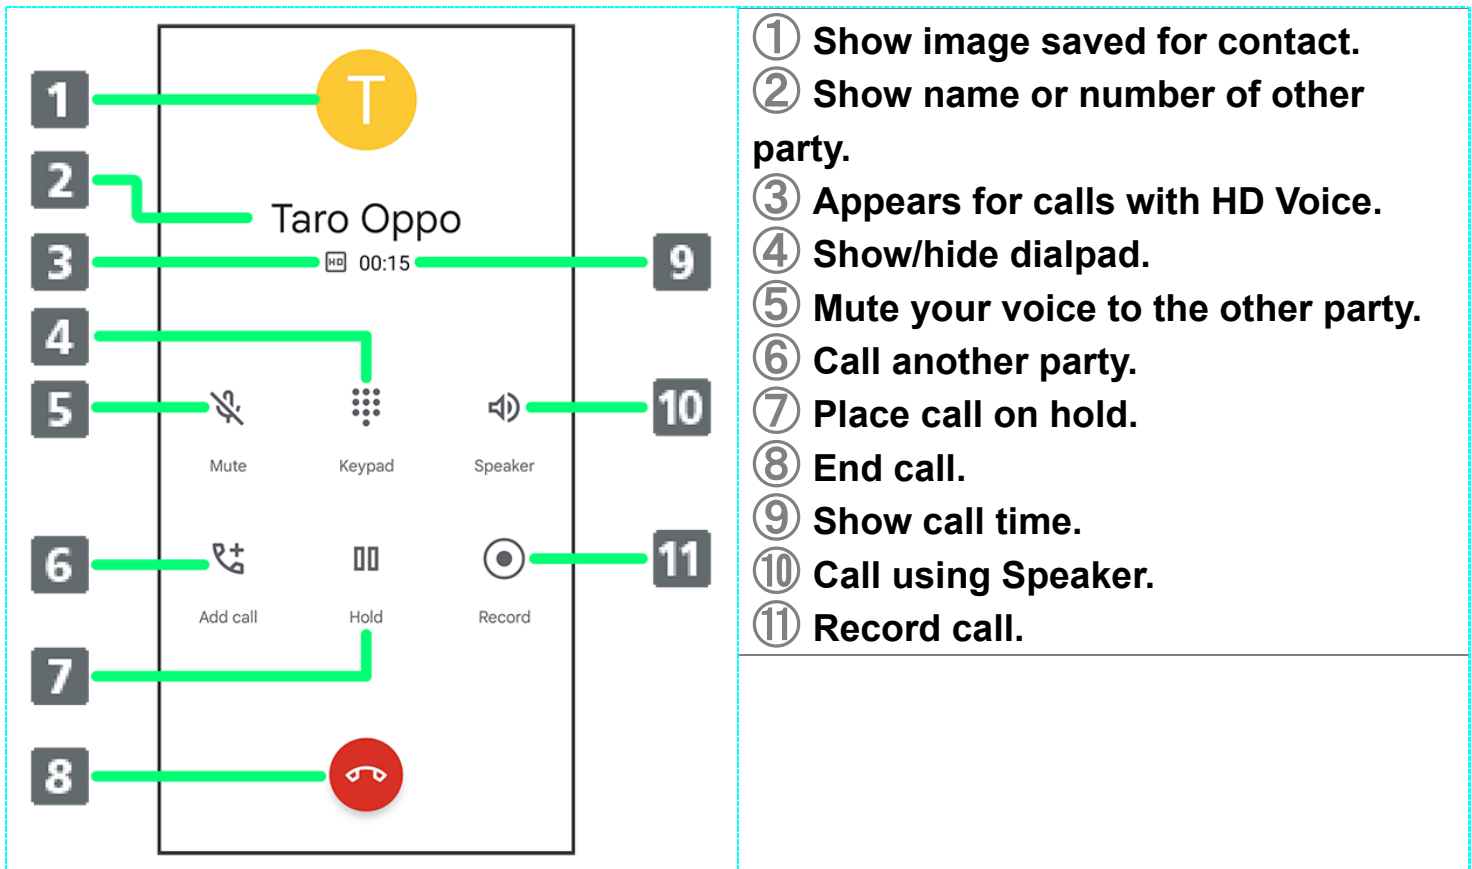 1
T
2
Taro Oppo
3
HD 00:15
9
4
5
10
Mute
Keypad
Speaker
6
11
Add call
Hold
Record
7
8
① Show image saved for contact.
② Show name or number of other
party.
③ Appears for calls with HD Voice.
④ Show/hide dialpad.
⑤ Mute your voice to the other party.
⑥ Call another party.
⑦ Place call on hold.
⑧ End call.
⑨ Show call time.
⑩ Call using Speaker.
⑪ Record call.